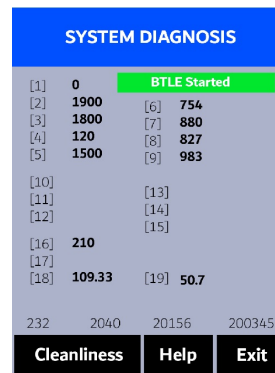 SYSTEM DIAGNOSIS
[1] 0 BTLE Started
[2] 1900 [6] 754
[3] 1800 [7] 880
[4] 120 [8] 827
[5] 1500 [9] 983
[10] [13]
[11] [14]
[12] [15]
[16] 210
[17]
[18] 109.33 [19] 50.7
232 2040 20156 200345
Cleanliness Help Exit